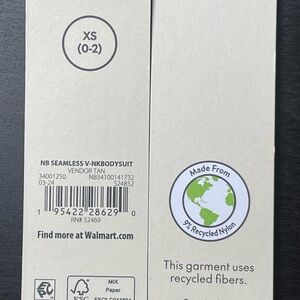 XS
(0-2)
NB SEAMLESS V-NKBODYSUIT
VENDOR TAN
34001250 NB34100141732
03-24 524852
1 95422 28629 0
RN# 52469
Find more at Walmart.com
FSC
MIX
Paper
Made From
9% Recycled Nylon
This garment uses
recycled fibers.